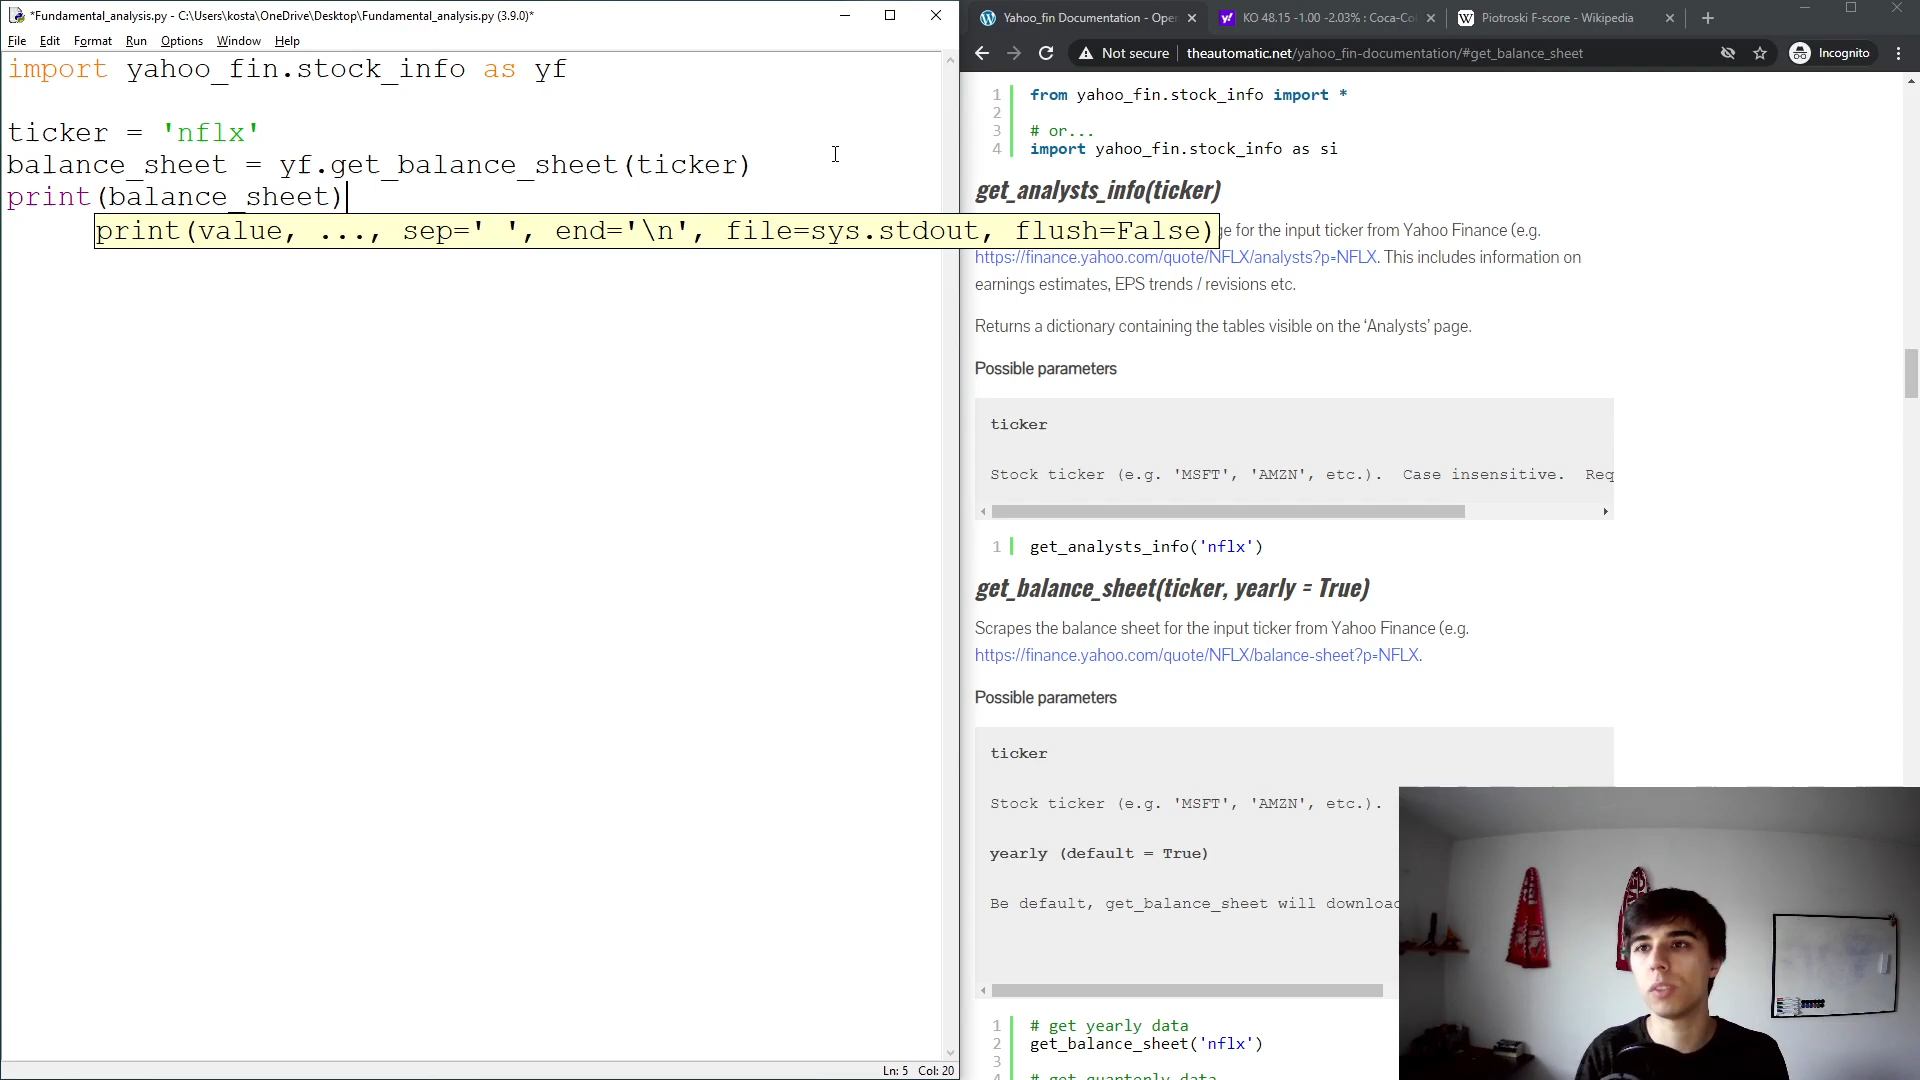 *Fundamental_analysis.py - C:\Users\kosta\OneDrive\Desktop\Fundamental_analysis.py (3.9.0)*
File Edit Format Run Options Window Help
import yahoo_fin.stock_info as yf
ticker = 'nflx'
balance_sheet = yf.get_balance_sheet(ticker)
print(balance_sheet)
print(value, ..., sep=' ', end='\n', file=sys.stdout, flush=False)
Ln: 5 Col: 20
Yahoo_fin Documentation - Open
KO 48.15 -1.00 -2.03% : Coca-Co
Piotroski F-score - Wikipedia
Not secure theautomatic.net/yahoo_fin-documentation/#get_balance_sheet Incognito
1 from yahoo_fin.stock_info import *
2
3 # or...
4 import yahoo_fin.stock_info as si
get_analysts_info(ticker)
ge for the input ticker from Yahoo Finance (e.g.
https://finance.yahoo.com/quote/NFLX/analysts?p=NFLX. This includes information on
earnings estimates, EPS trends / revisions etc.
Returns a dictionary containing the tables visible on the ‘Analysts’ page.
Possible parameters
ticker
Stock ticker (e.g. 'MSFT', 'AMZN', etc.). Case insensitive. Req
1 get_analysts_info('nflx')
get_balance_sheet(ticker, yearly = True)
Scrapes the balance sheet for the input ticker from Yahoo Finance (e.g.
https://finance.yahoo.com/quote/NFLX/balance-sheet?p=NFLX.
Possible parameters
ticker
Stock ticker (e.g. 'MSFT', 'AMZN', etc.).
yearly (default = True)
Be default, get_balance_sheet will download
1 # get yearly data
2 get_balance_sheet('nflx')
3
4 # get quarterly data